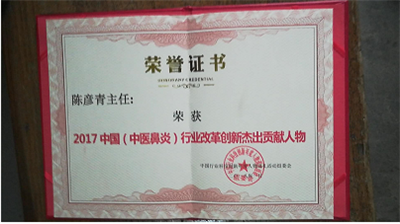 荣誉证书
陈彦青主任:
荣获
2017中国（中医鼻炎）行业改革创新杰出贡献人物